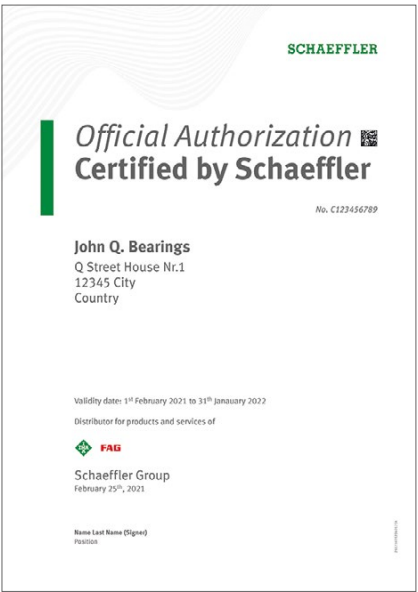 SCHAEFFLER
Official Authorization
Certified by Schaeffler
No. C123456789
John Q. Bearings
Q Street House Nr.1
12345 City
Country
Validity date: 1st February 2021 to 31th Janauary 2022
Distributor for products and services of
INA FAG
Schaeffler Group
February 25th, 2021
Name Last Name (Signer)
Position